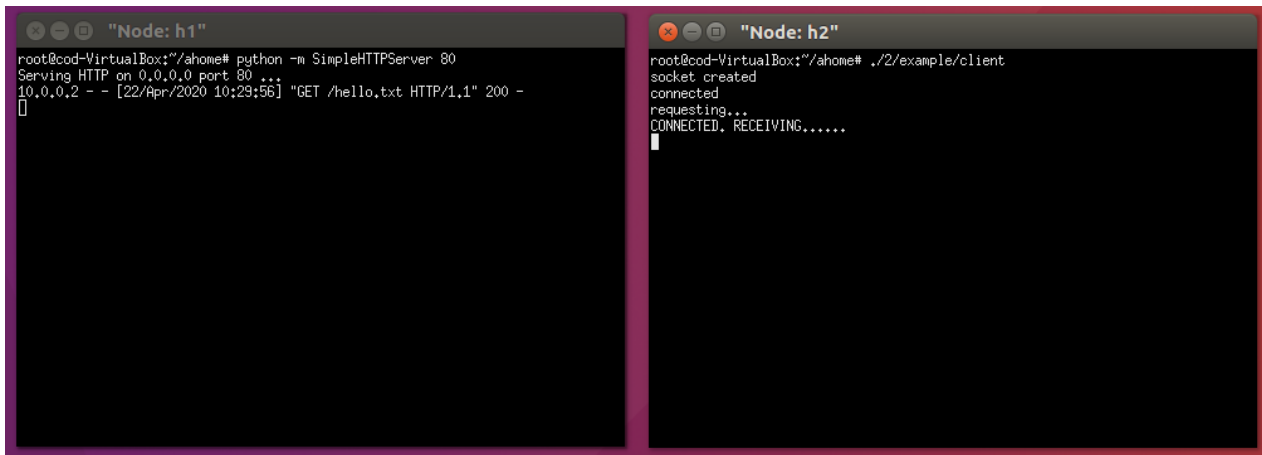 "Node: h1"
root@cod-VirtualBox:~/ahome# python -m SimpleHTTPServer 80
Serving HTTP on 0.0.0.0 port 80 ...
10.0.0.2 - - [22/Apr/2020 10:29:56] "GET /hello.txt HTTP/1.1" 200 -
"Node: h2"
root@cod-VirtualBox:~/ahome# ./2/example/client
socket created
connected
requesting...
CONNECTED. RECEIVING......